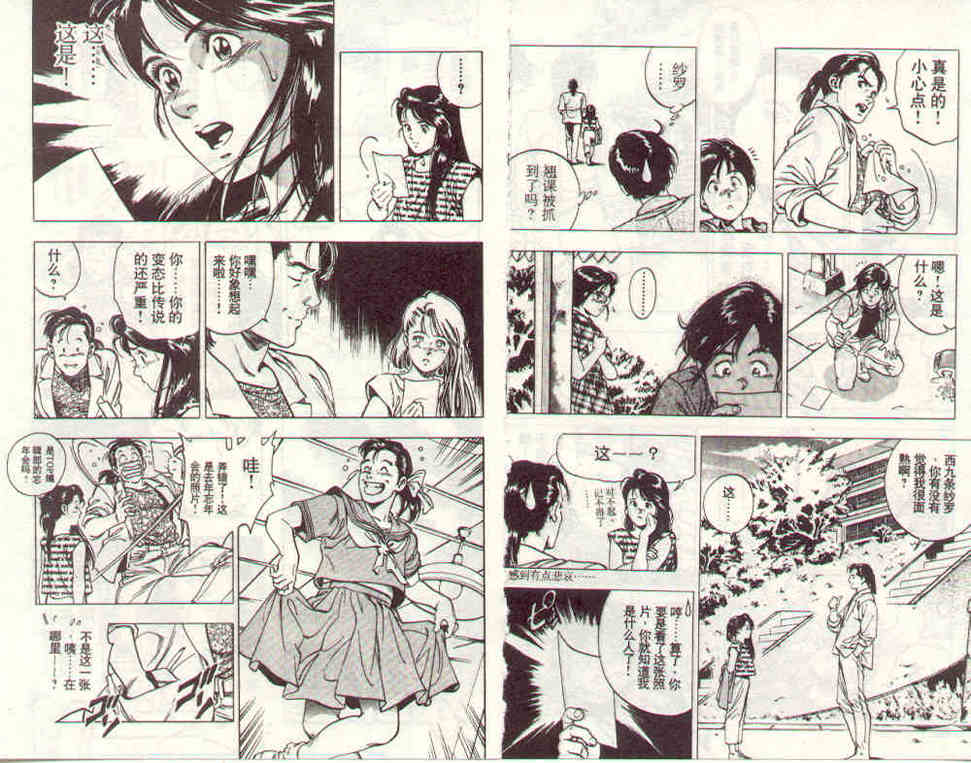 真是的！
小心点！
纱罗
……
翘课被抓
到了吗？
嗯！这是
什么？
…………
西九条纱罗
，你有没有
觉得我很面
熟啊？
这……
这——？
对不起，
记不得了
……
感到有点悲哀……
哼……算了，你
要是看了这张照
片，你就知道我
是什么人了！
……？
这……
这是！
嘿嘿…
你好象想起
来啦……！
你……你的
变态比传说
的还严重！
什么？
哇！
弄错了！这
是去年忘年
会的照片！
年会吗？
不是这一张
，咦……在
哪里——？